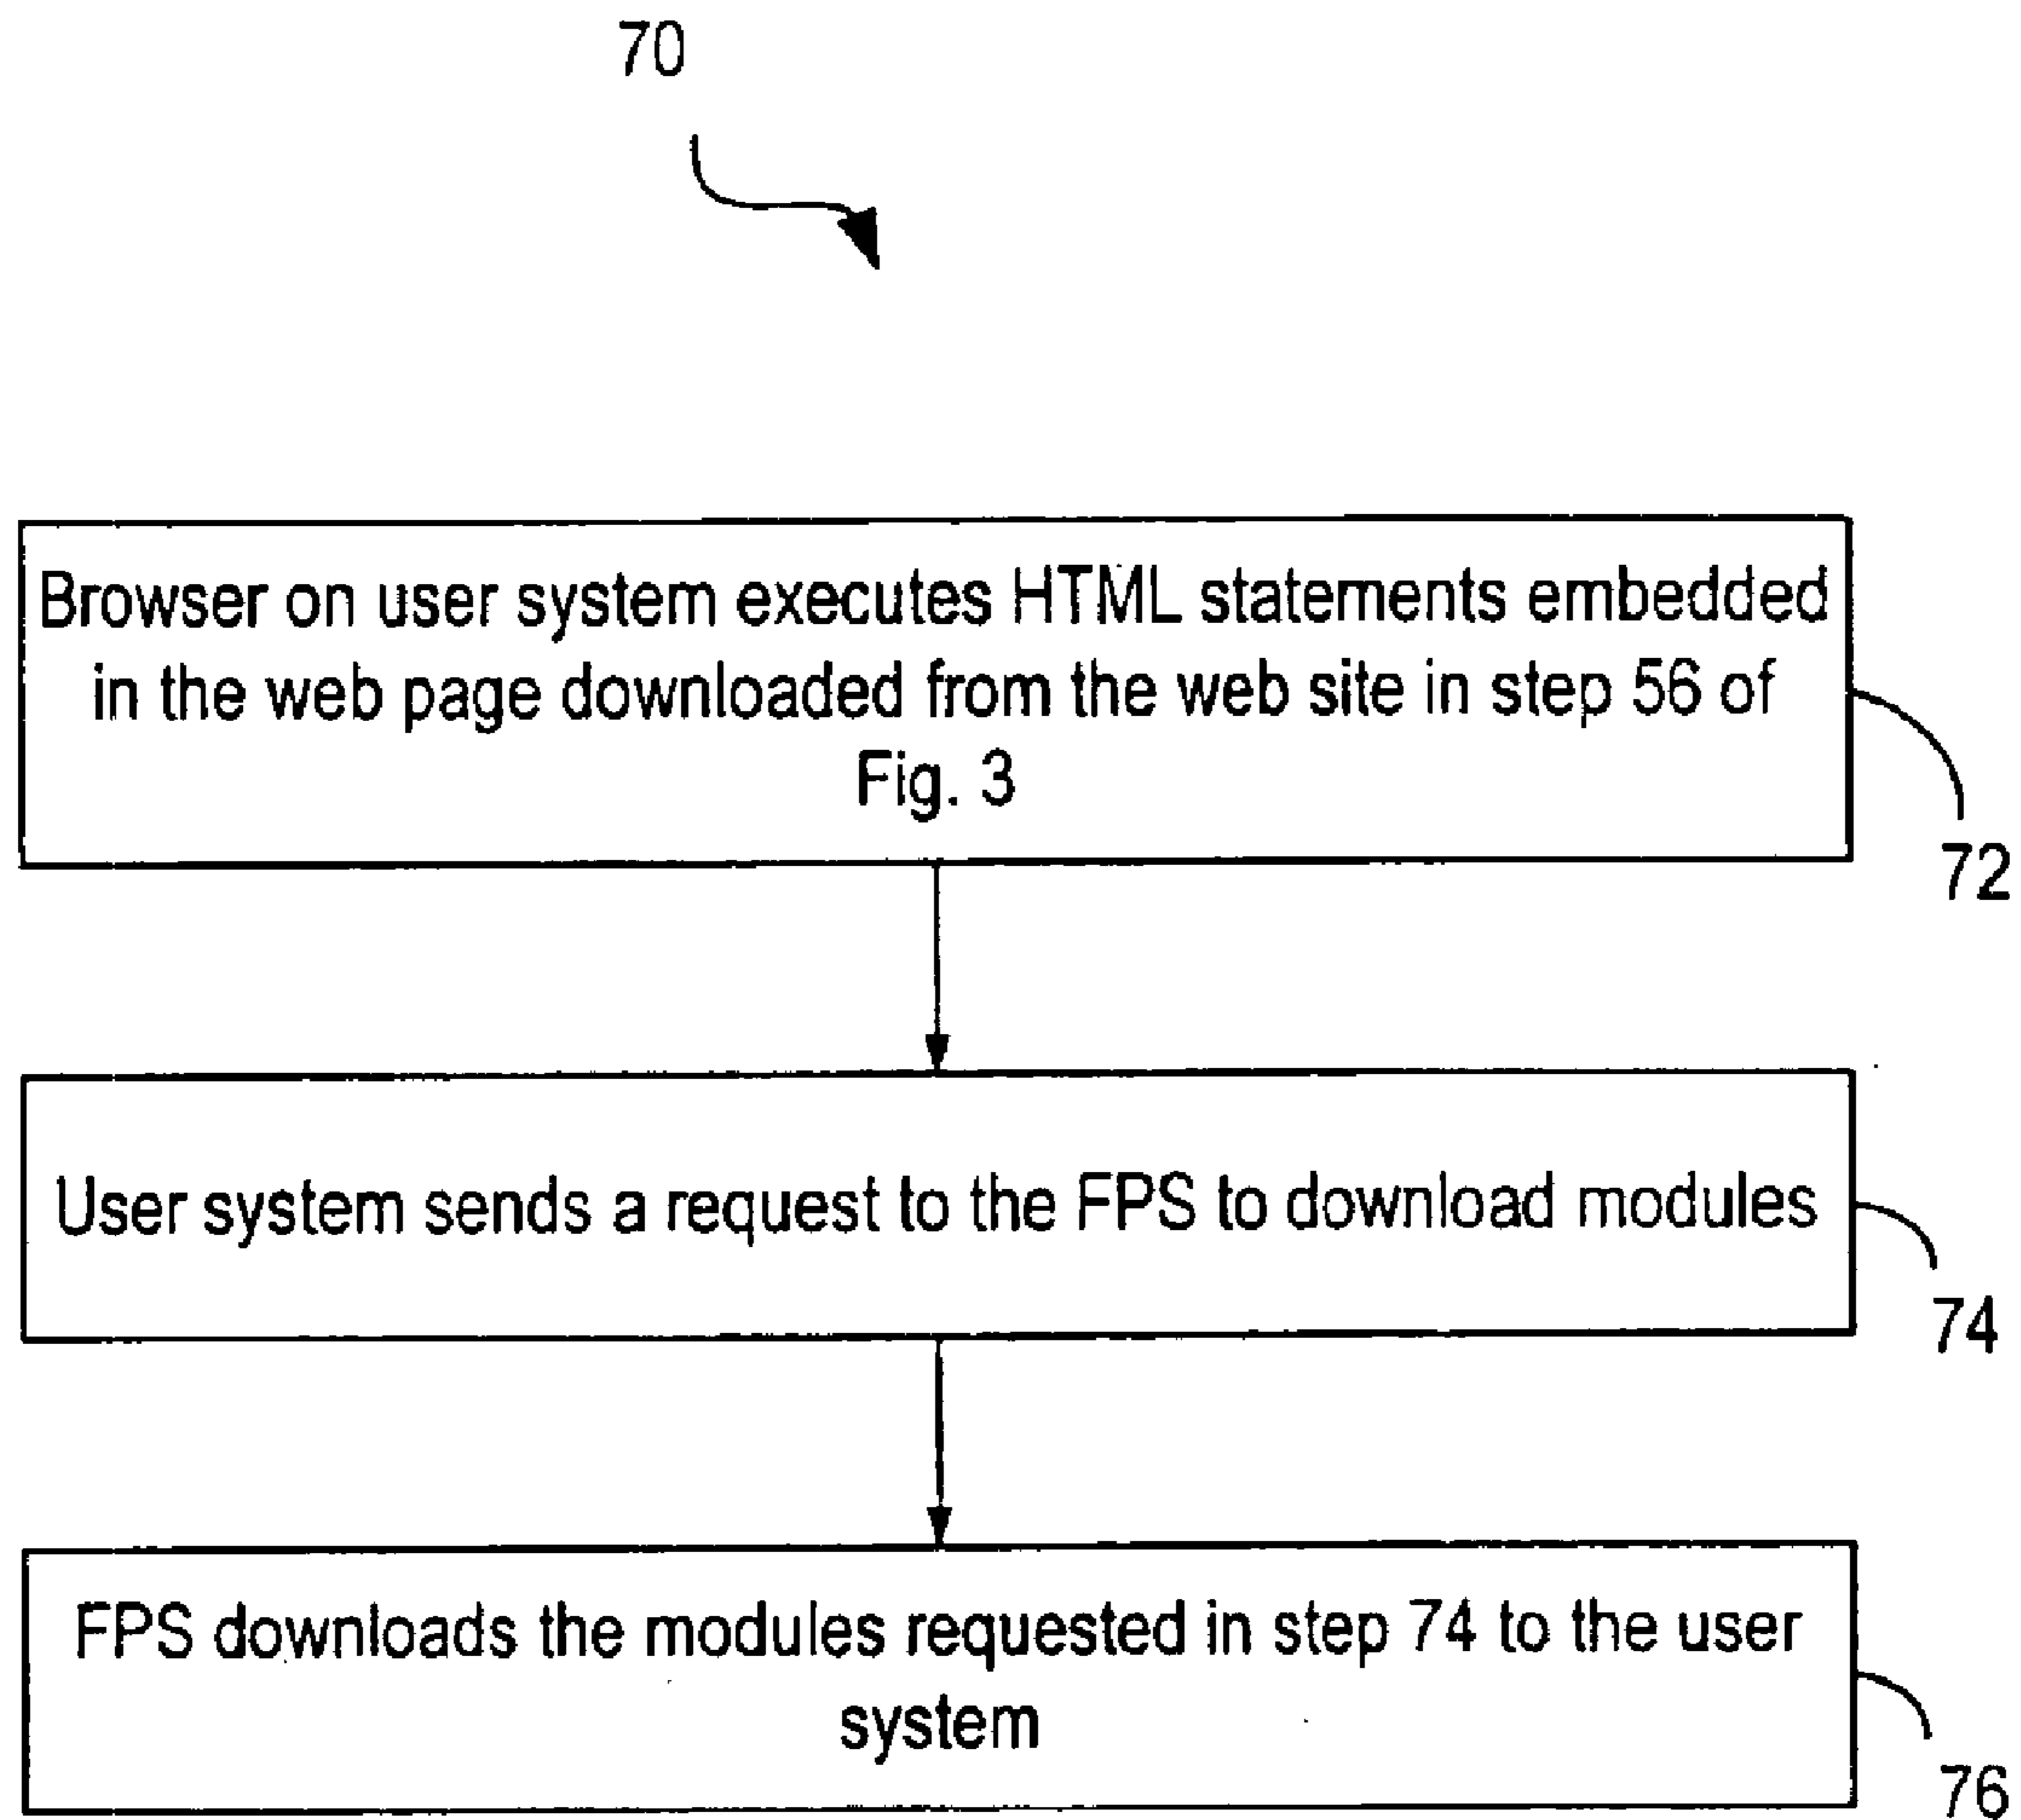 70
Browser on user system executes HTML statements embedded
in the web page downloaded from the web site in step 56 of
Fig. 3
72
User system sends a request to the FPS to download modules
74
FPS downloads the modules requested in step 74 to the user
system
76